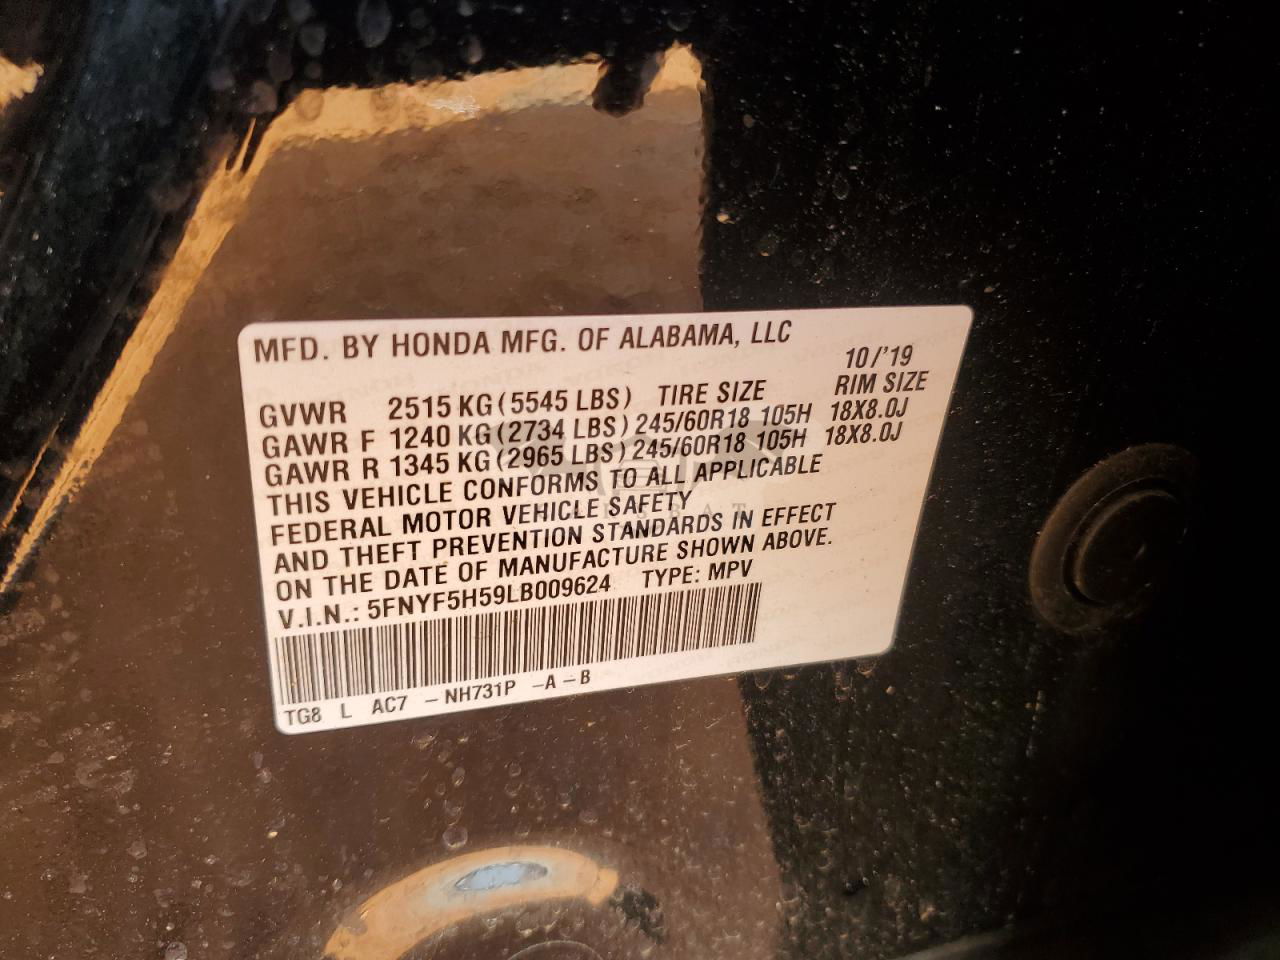 MFD. BY HONDA MFG. OF ALABAMA, LLC
10/'19
GVWR 2515 KG (5545 LBS) TIRE SIZE RIM SIZE
GAWR F 1240 KG (2734 LBS) 245/60R18 105H 18X8.0J
GAWR R 1345 KG (2965 LBS) 245/60R18 105H 18X8.0J
THIS VEHICLE CONFORMS TO ALL APPLICABLE
FEDERAL MOTOR VEHICLE SAFETY
AND THEFT PREVENTION STANDARDS IN EFFECT
ON THE DATE OF MANUFACTURE SHOWN ABOVE.
V.I.N.: 5FNYF5H59LB009624 TYPE: MPV
TG8 L AC7 – NH731P –A – B